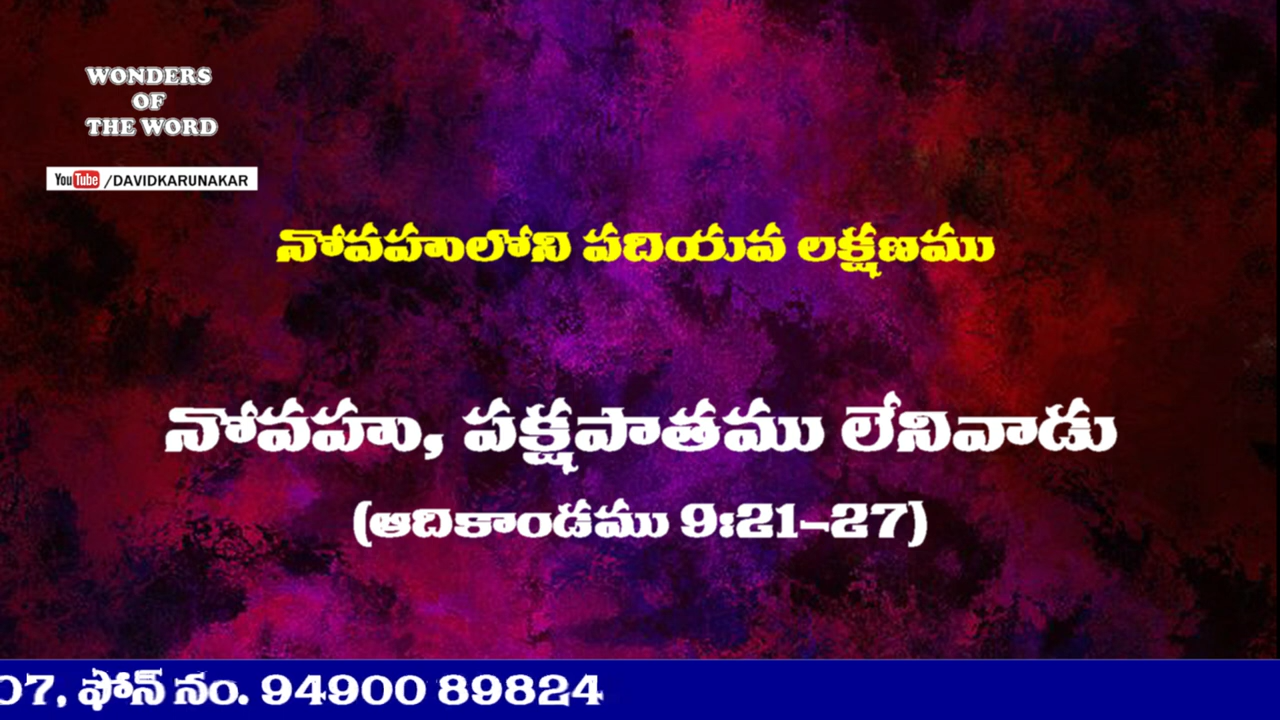 WONDERS
OF
THE WORD
YouTube /DAVIDKARUNAKAR
నోవహులోని పదియవ లక్షణము
నోవహు, పక్షపాతము లేనివాడు
(ఆదికాండము 9:21-27)
07, ఫోన్ నం. 94900 89824